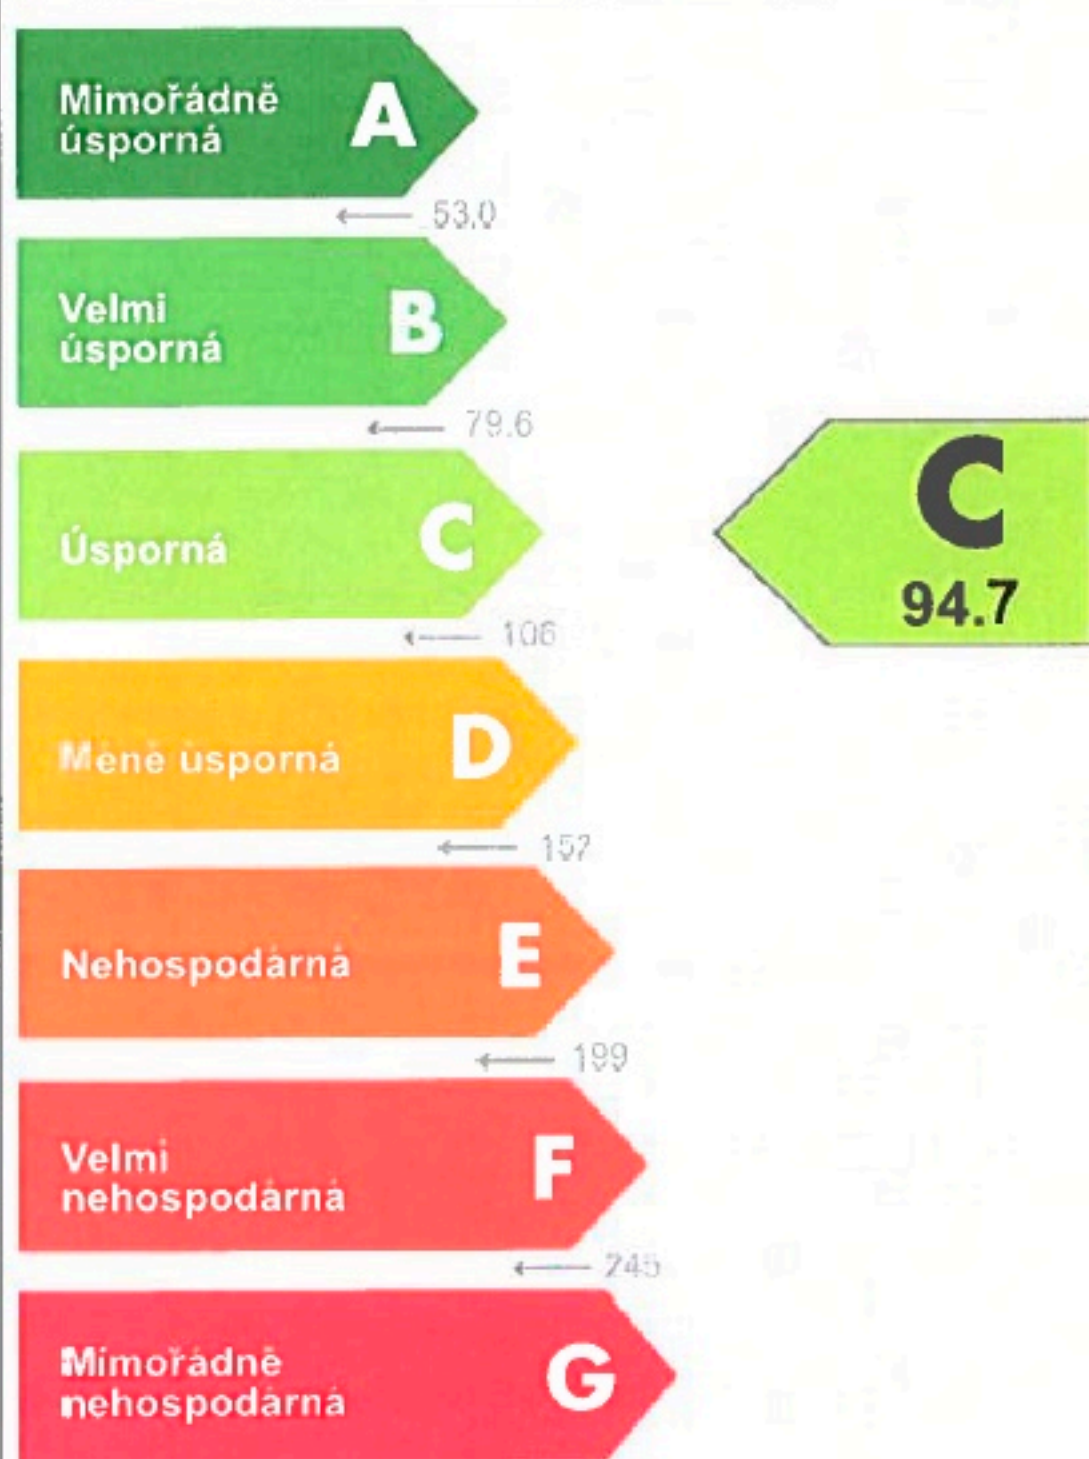 Mimořádně
úsporná
A
53.0
Velmi
úsporná
B
79.6
Úsporná
C
106
C
94.7
Méně úsporná
D
Nehospodárná
E
199
Velmi
nehospodárná
F
245
Mimořádně
nehospodárná
G